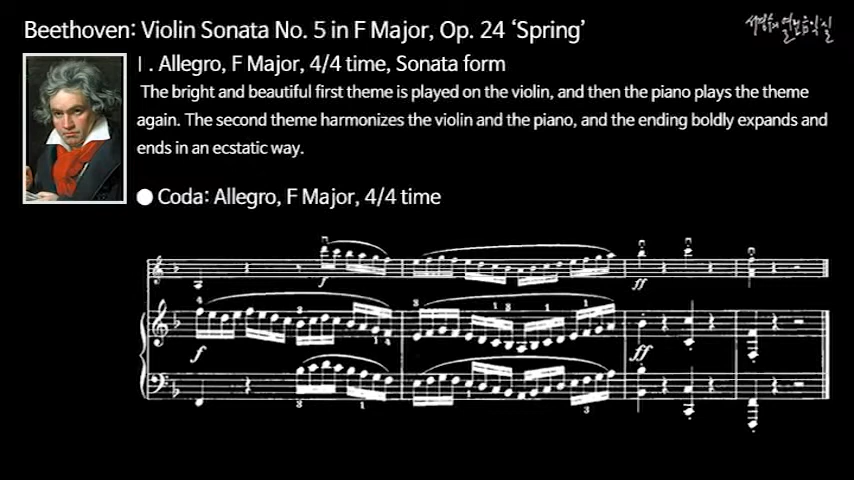 Beethoven: Violin Sonata No. 5 in F Major, Op. 24 ‘Spring’
Ⅰ. Allegro, F Major, 4/4 time, Sonata form
The bright and beautiful first theme is played on the violin, and then the piano plays the theme
again. The second theme harmonizes the violin and the piano, and the ending boldly expands and
ends in an ecstatic way.
● Coda: Allegro, F Major, 4/4 time
f
ff
f
ff